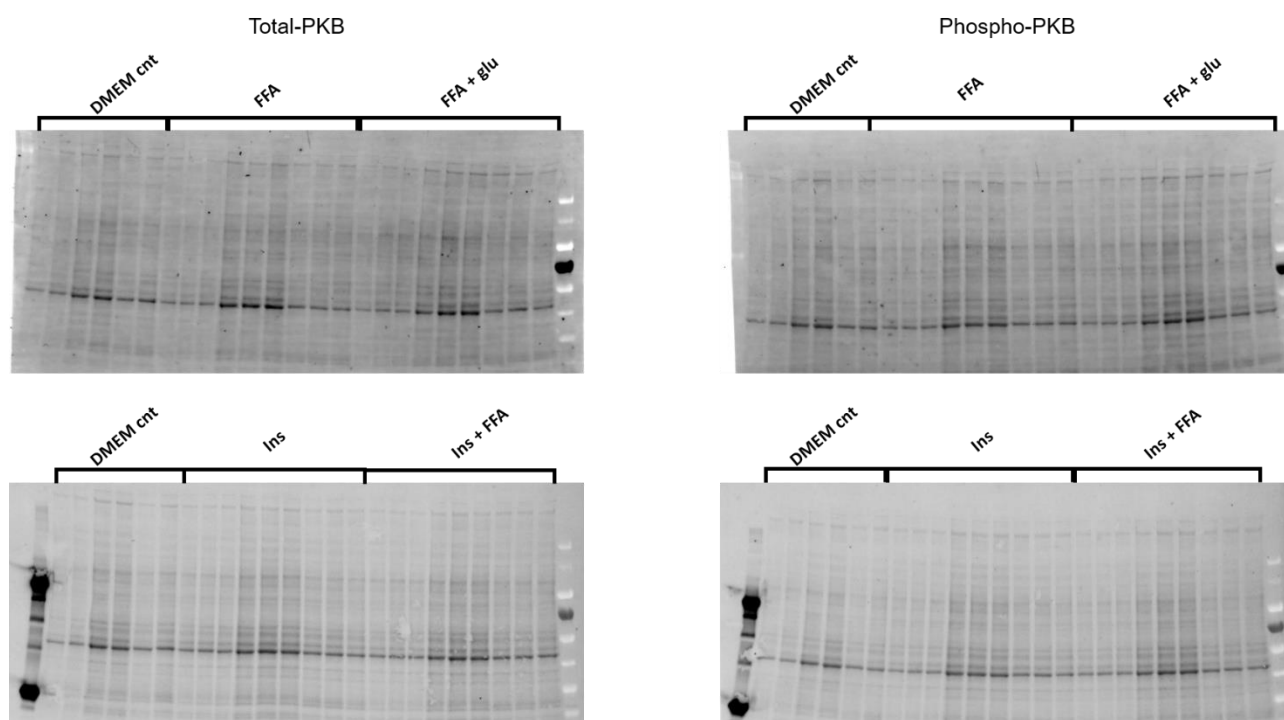 Total-PKB
Phospho-PKB
DMEM cnt
FFA
FFA + glu
DMEM cnt
FFA
FFA + glu
DMEM cnt
Ins
Ins + FFA
DMEM cnt
Ins
Ins + FFA